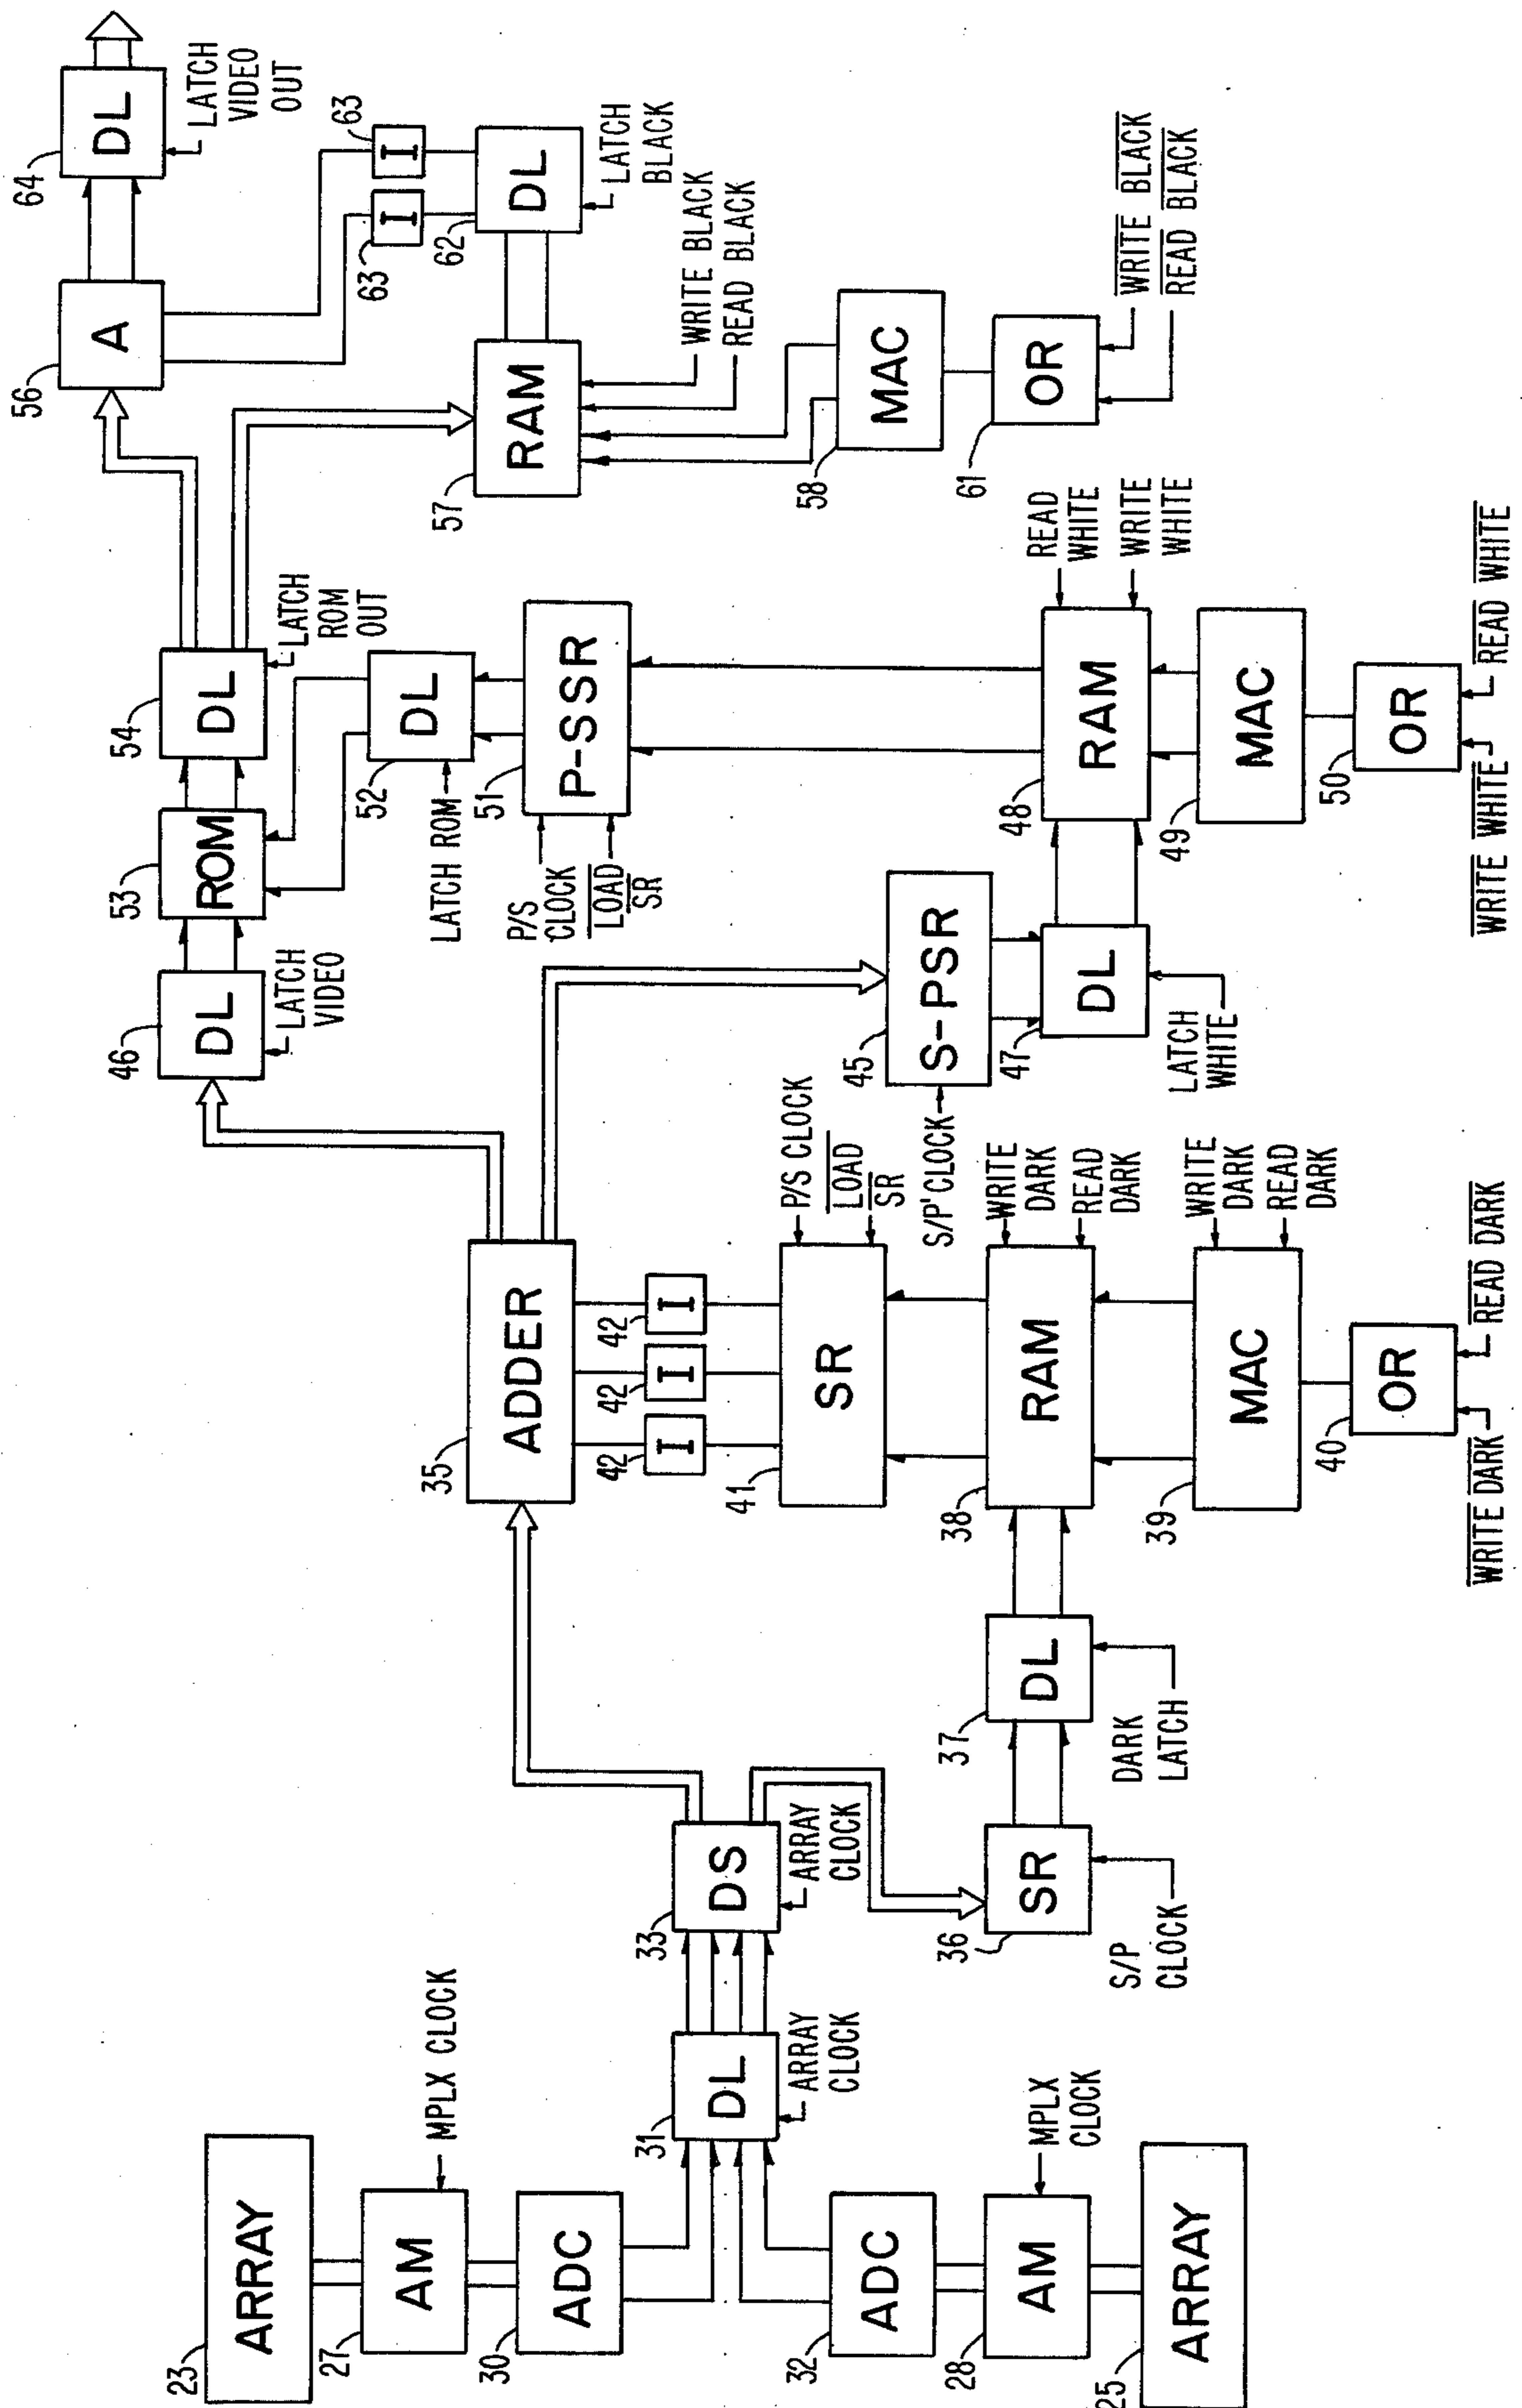 23
ARRAY
27
AM
MPLX CLOCK
30
ADC
32
ADC
28
AM
MPLX
CLOCK
25
ARRAY
31
DL
ARRAY
CLOCK
33
DS
ARRAY
CLOCK
36
SR
S/P
CLOCK
37
DL
DARK
LATCH
35
ADDER
42
I
42
I
42
I
41
SR
P/S CLOCK
LOAD
SR
38
RAM
WRITE
DARK
READ
DARK
39
MAC
WRITE
DARK
READ
DARK
40
OR
WRITE DARK
READ DARK
46
DL
LATCH
VIDEO
45
S-PSR
S/P' CLOCK
47
DL
LATCH
WHITE
53
ROM
54
DL
LATCH
ROM
OUT
52
DL
LATCH ROM
51
P-SSR
P/S
CLOCK
LOAD
SR
48
RAM
READ
WHITE
WRITE
WHITE
49
MAC
50
OR
WRITE WHITE
READ WHITE
56
A
64
DL
LATCH
VIDEO
OUT
63
I
63
I
62
DL
LATCH
BLACK
57
RAM
WRITE BLACK
READ BLACK
58
MAC
61
OR
WRITE BLACK
READ BLACK